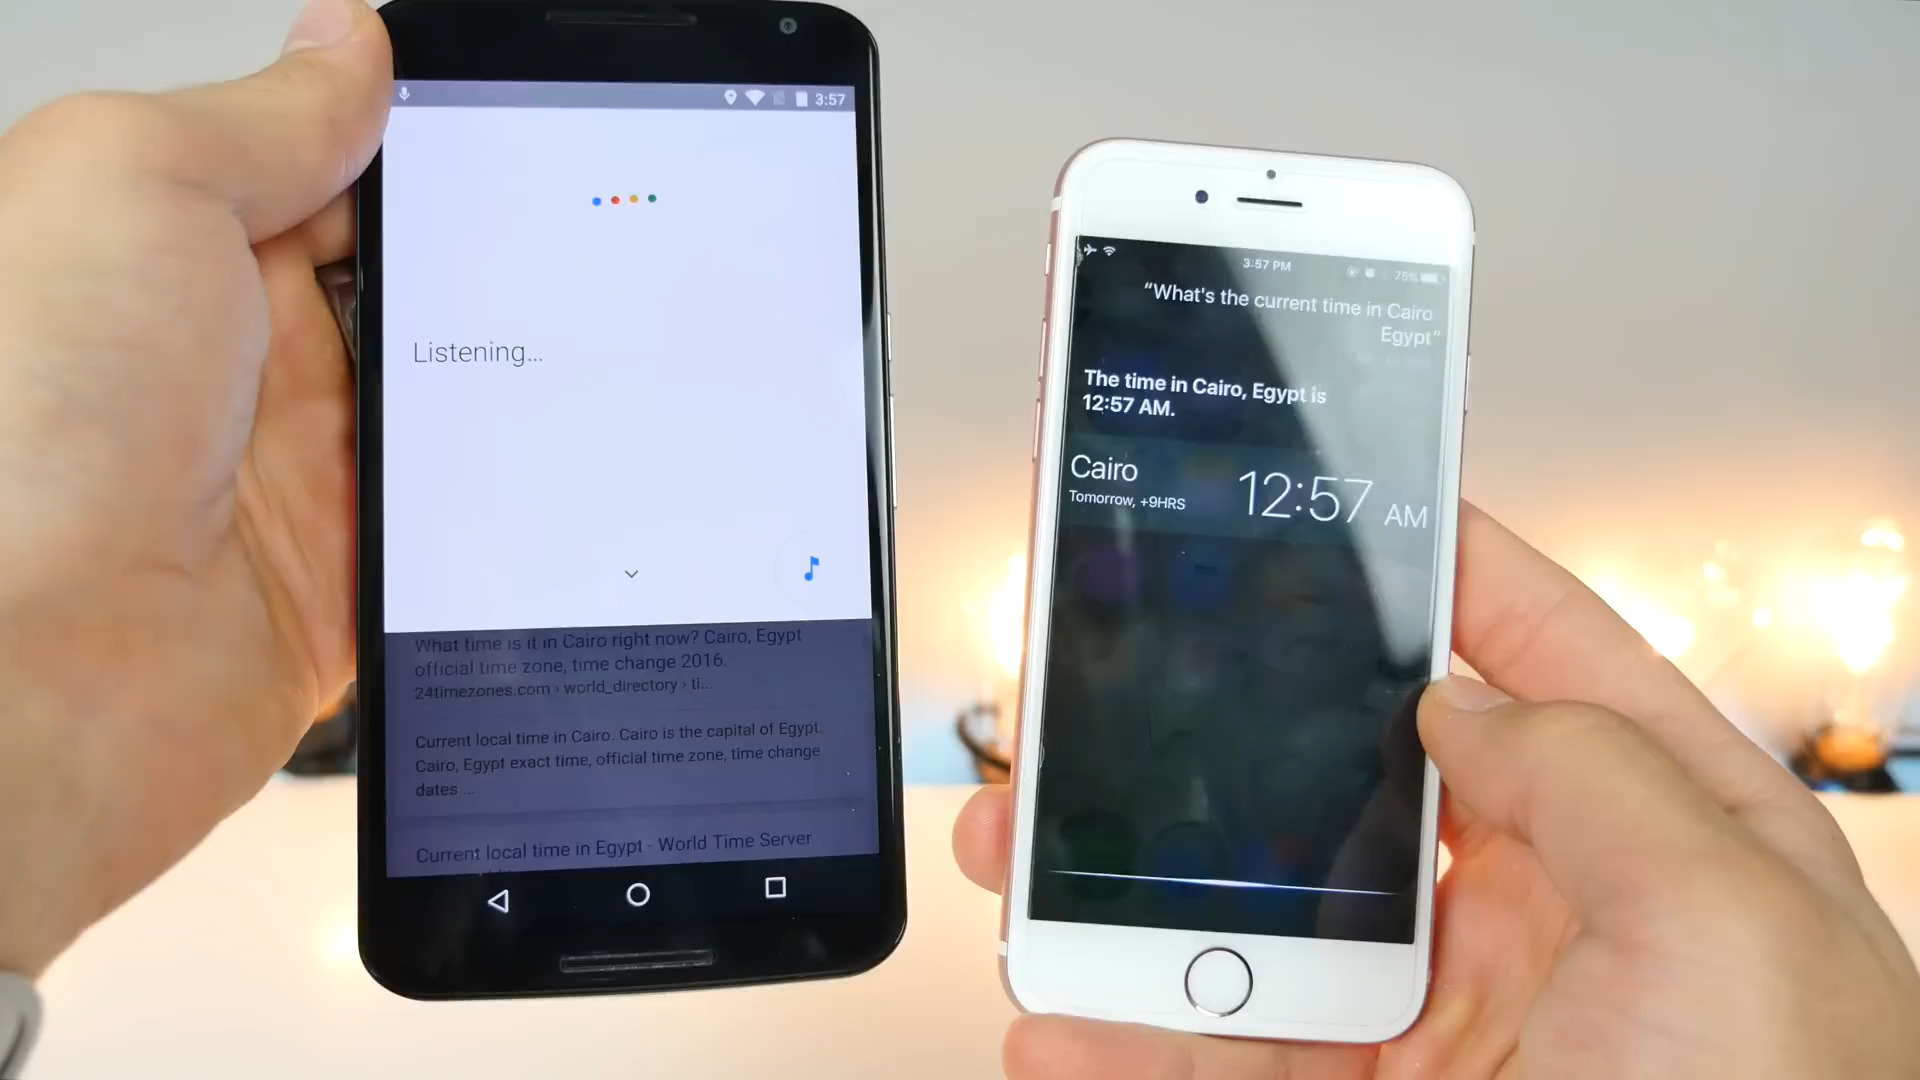 3:57
Listening...
What time is it in Cairo right now? Cairo, Egypt
official time zone, time change 2016.
24timezones.com › world_directory › ti...
Current local time in Cairo. Cairo is the capital of Egypt.
Cairo, Egypt exact time, official time zone, time change
dates ...
Current local time in Egypt - World Time Server
3:57 PM
75%
“What's the current time in Cairo
Egypt”
The time in Cairo, Egypt is
12:57 AM.
Cairo
Tomorrow, +9HRS
12:57 AM